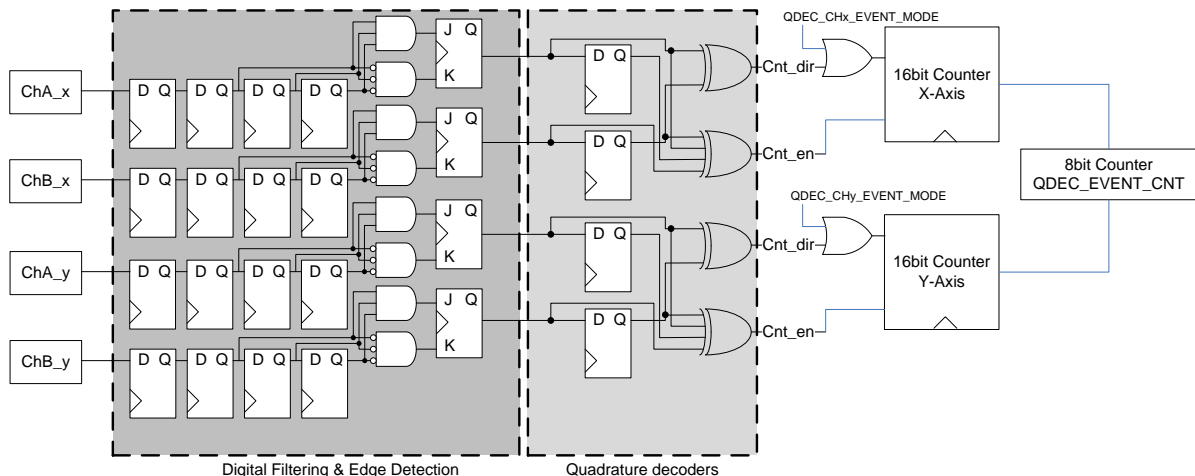 QDEC_CHx_EVENT_MODE
J Q
K
ChA_x
D Q D Q D Q D Q
D Q
Cnt_dir
16bit Counter
X-Axis
J Q
K
ChB_x
D Q D Q D Q D Q
D Q
Cnt_en
8bit Counter
QDEC_EVENT_CNT
QDEC_CHy_EVENT_MODE
J Q
K
ChA_y
D Q D Q D Q D Q
D Q
Cnt_dir
16bit Counter
Y-Axis
J Q
K
ChB_y
D Q D Q D Q D Q
D Q
Cnt_en
Digital Filtering & Edge Detection
Quadrature decoders